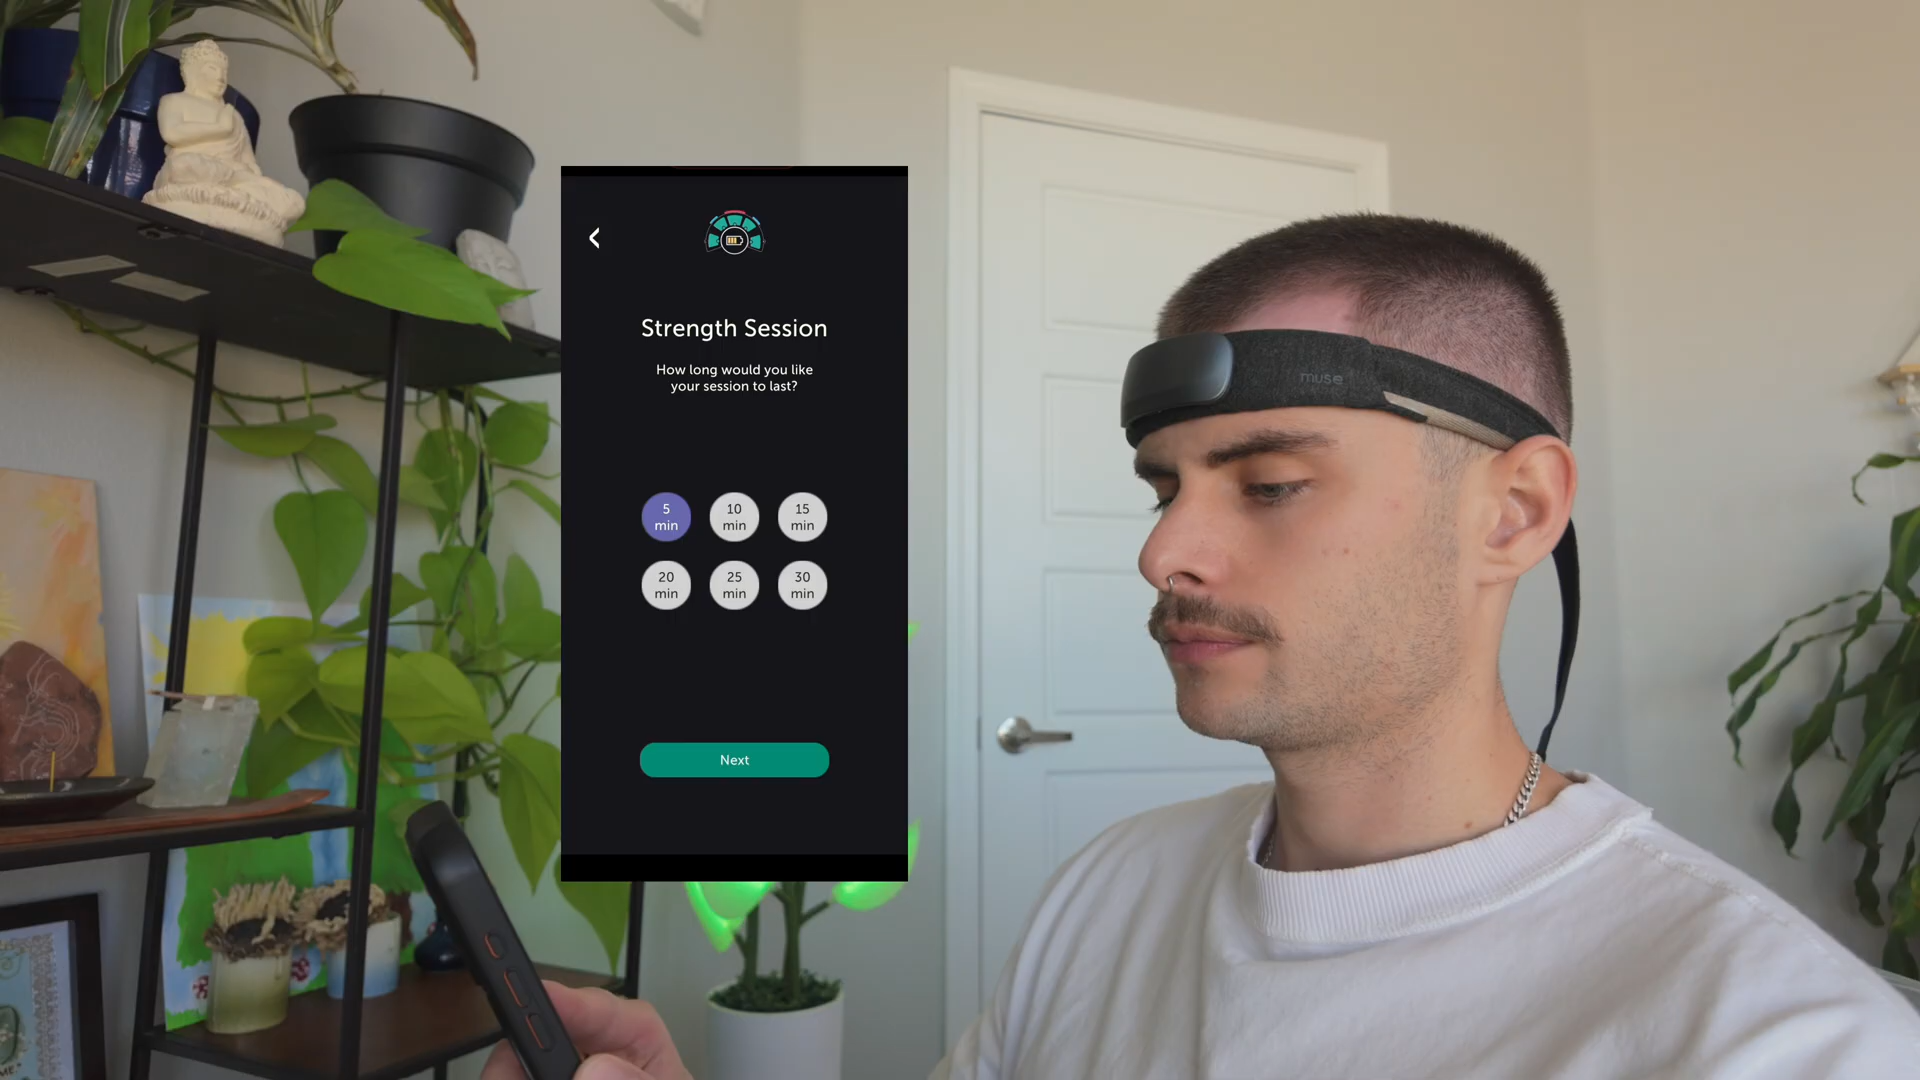 Strength Session
How long would you like
your session to last?
5
min
10
min
15
min
20
min
25
min
30
min
Next
muse